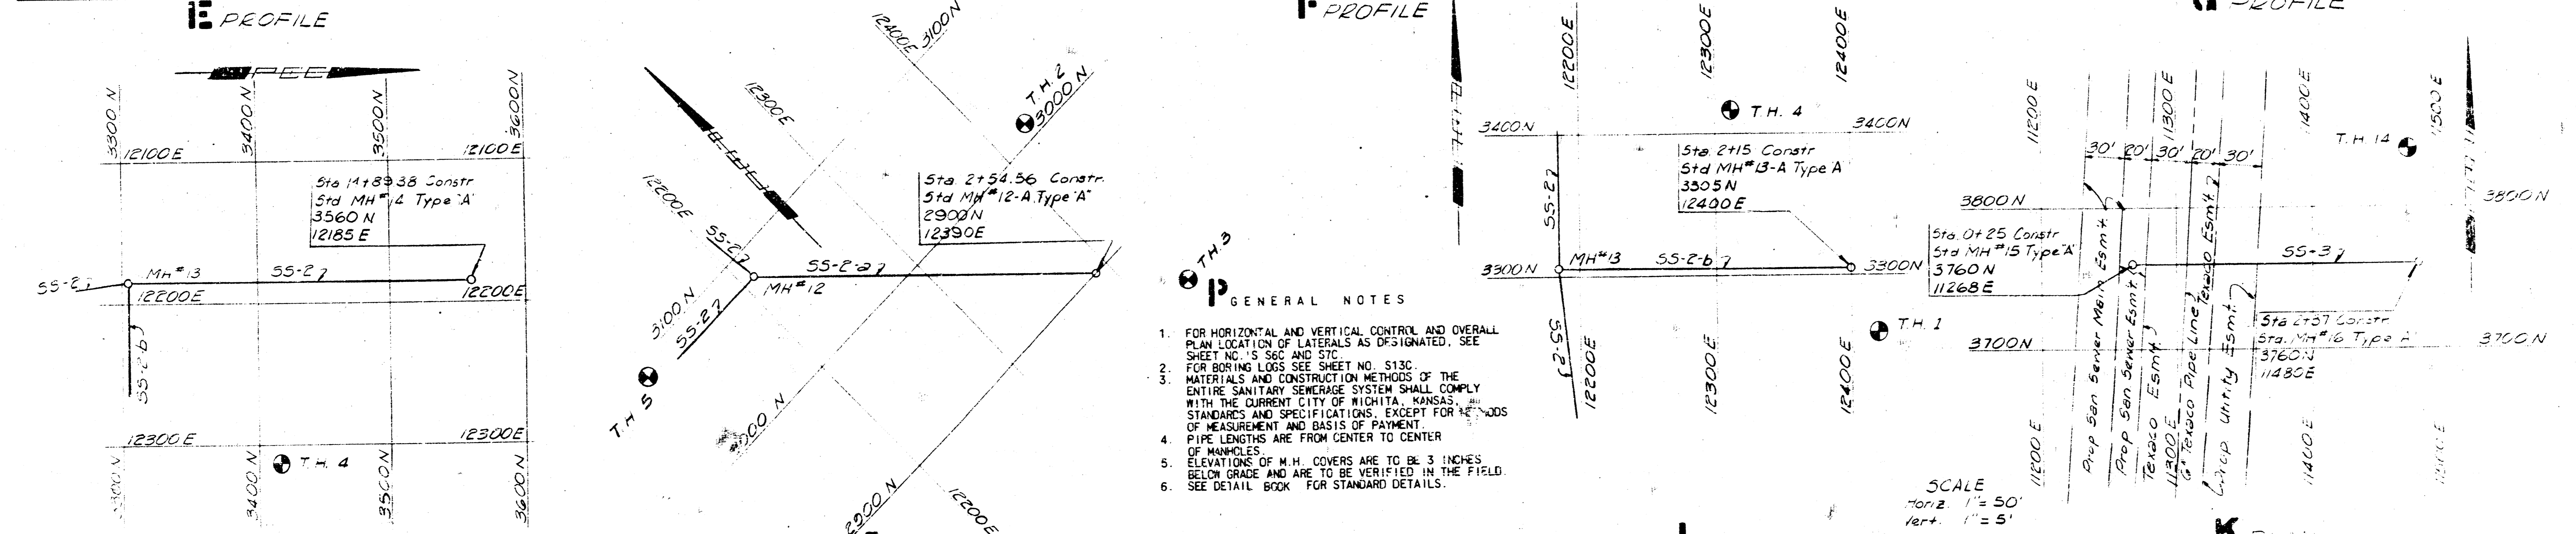 E PROFILE
3300 N
3400 N
3500 N
3600 N
12100 E
12100 E
Sta 14+89.38 Constr
Std MH #14 Type "A"
3560 N
12185 E
SS-2
MH #13
SS-2
12200 E
12200 E
SS-2-b
12300 E
12300 E
T.H. 4
3400 N
3500 N
3600 N
12400 E
3100 N
12300 E
T.H. 2
3000 N
12200 E
SS-2
Sta. 2+54.56 Constr.
Std MH #12-A Type "A"
2900 N
12390 E
SS-2-a
MH #12
3100 N
SS-2
T.H. 5
2900 N
12200 E
T.H. 3
P GENERAL NOTES
1. FOR HORIZONTAL AND VERTICAL CONTROL AND OVERALL
PLAN LOCATION OF LATERALS AS DESIGNATED, SEE
SHEET NO.'S S6C AND S7C.
2. FOR BORING LOGS SEE SHEET NO. S13C.
3. MATERIALS AND CONSTRUCTION METHODS OF THE
ENTIRE SANITARY SEWERAGE SYSTEM SHALL COMPLY
WITH THE CURRENT CITY OF WICHITA, KANSAS,
STANDARDS AND SPECIFICATIONS, EXCEPT FOR METHODS
OF MEASUREMENT AND BASIS OF PAYMENT.
4. PIPE LENGTHS ARE FROM CENTER TO CENTER
OF MANHOLES.
5. ELEVATIONS OF M.H. COVERS ARE TO BE 3 INCHES
BELOW GRADE AND ARE TO BE VERIFIED IN THE FIELD.
6. SEE DETAIL BOOK FOR STANDARD DETAILS.
PROFILE
12200 E
12300 E
12400 E
T.H. 4
3400 N
3400 N
Sta. 2+15 Constr
Std MH #13-A Type "A"
3305 N
12400 E
SS-2
3300 N
MH #13
SS-2-b
3300 N
SS-2
T.H. 1
12200 E
12300 E
12400 E
PROFILE
11200 E
11300 E
11400 E
11500 E
T.H. 14
30' 20' 30' 20' 30'
3800 N
3800 N
Sta. 0+25 Constr
Std MH #15 Type "A"
3760 N
11268 E
SS-3
Sta 2+37 Constr.
Std. MH #16 Type "A"
3760 N
11480 E
3700 N
3700 N
Prop San Sewer Main Esmt.
Prop San Sewer Esmt.
Texaco Esmt.
11300 E
6" Texaco Pipe Line
Texaco Esmt.
Prop. Utility Esmt.
11200 E
11400 E
SCALE
Horiz. 1" = 50'
Vert. 1" = 5'
K